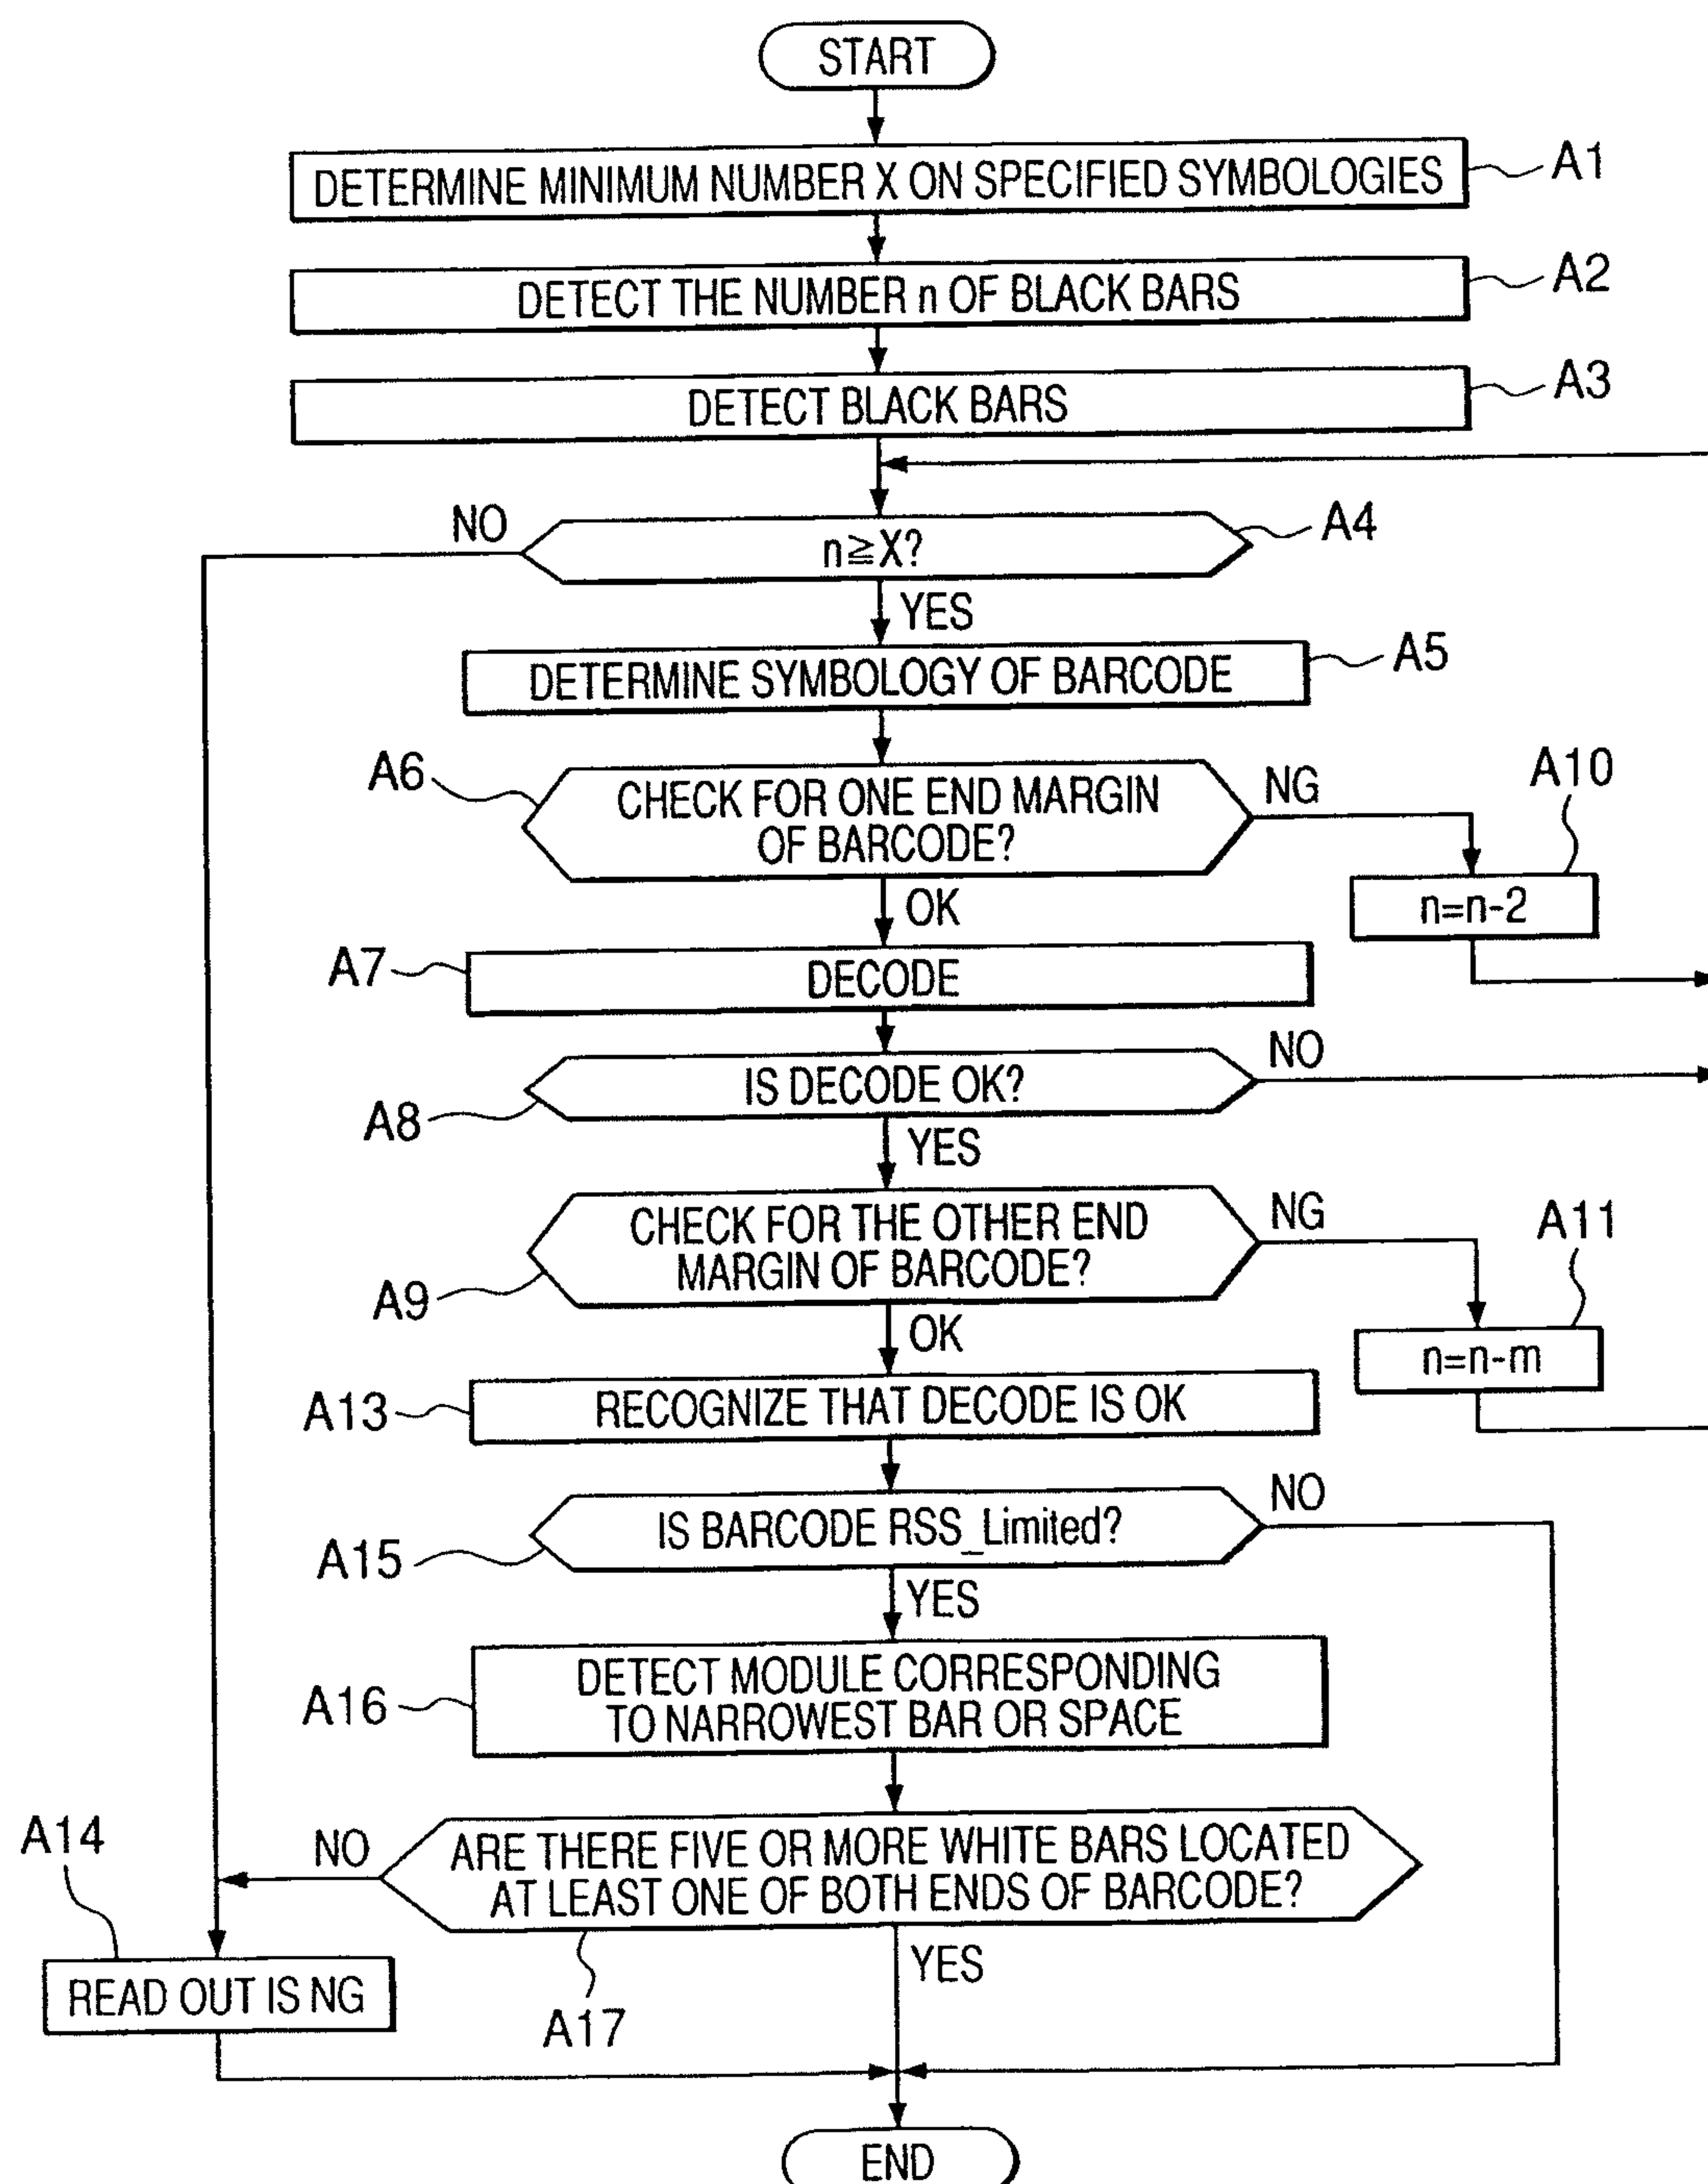 START
DETERMINE MINIMUM NUMBER X ON SPECIFIED SYMBOLOGIES
A1
DETECT THE NUMBER n OF BLACK BARS
A2
DETECT BLACK BARS
A3
NO
n≧X?
A4
YES
DETERMINE SYMBOLOGY OF BARCODE
A5
A6
CHECK FOR ONE END MARGIN
OF BARCODE?
NG
A10
n=n-2
OK
A7
DECODE
IS DECODE OK?
NO
A8
YES
CHECK FOR THE OTHER END
MARGIN OF BARCODE?
NG
A11
A9
n=n-m
OK
A13
RECOGNIZE THAT DECODE IS OK
IS BARCODE RSS_Limited?
NO
A15
YES
DETECT MODULE CORRESPONDING
TO NARROWEST BAR OR SPACE
A16
A14
NO
ARE THERE FIVE OR MORE WHITE BARS LOCATED
AT LEAST ONE OF BOTH ENDS OF BARCODE?
YES
READ OUT IS NG
A17
END